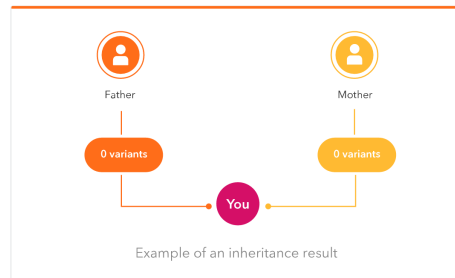 Father
Mother
0 variants
0 variants
You
Example of an inheritance result